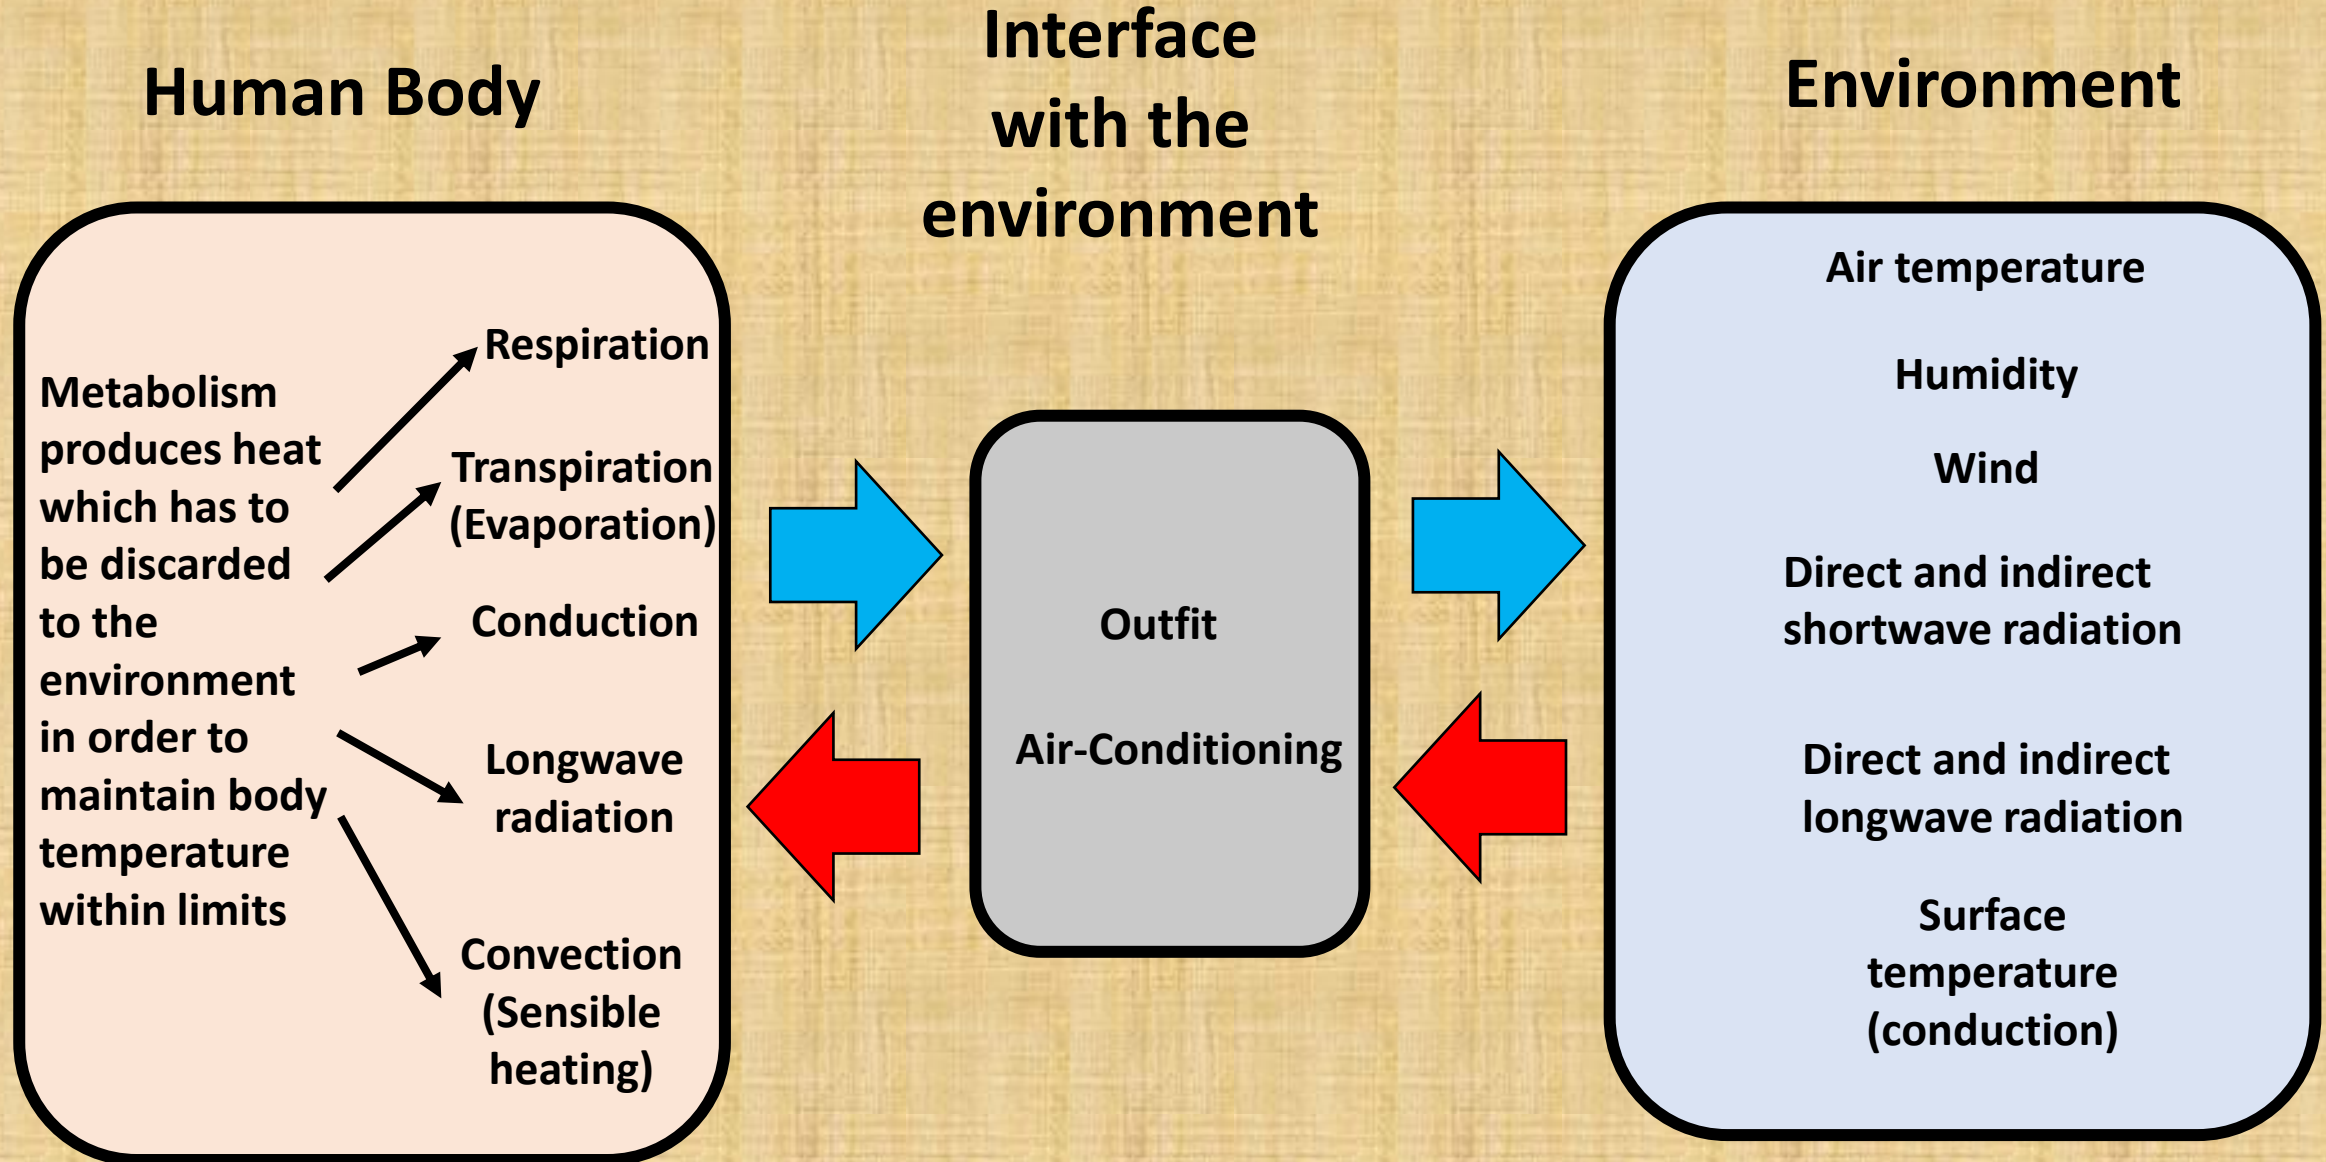 Human Body
Interface
with the
environment
Environment
Metabolism
produces heat
which has to
be discarded
to the
environment
in order to
maintain body
temperature
within limits
Respiration
Transpiration
(Evaporation)
Conduction
Longwave
radiation
Convection
(Sensible
heating)
Outfit
Air-Conditioning
Air temperature
Humidity
Wind
Direct and indirect
shortwave radiation
Direct and indirect
longwave radiation
Surface
temperature
(conduction)